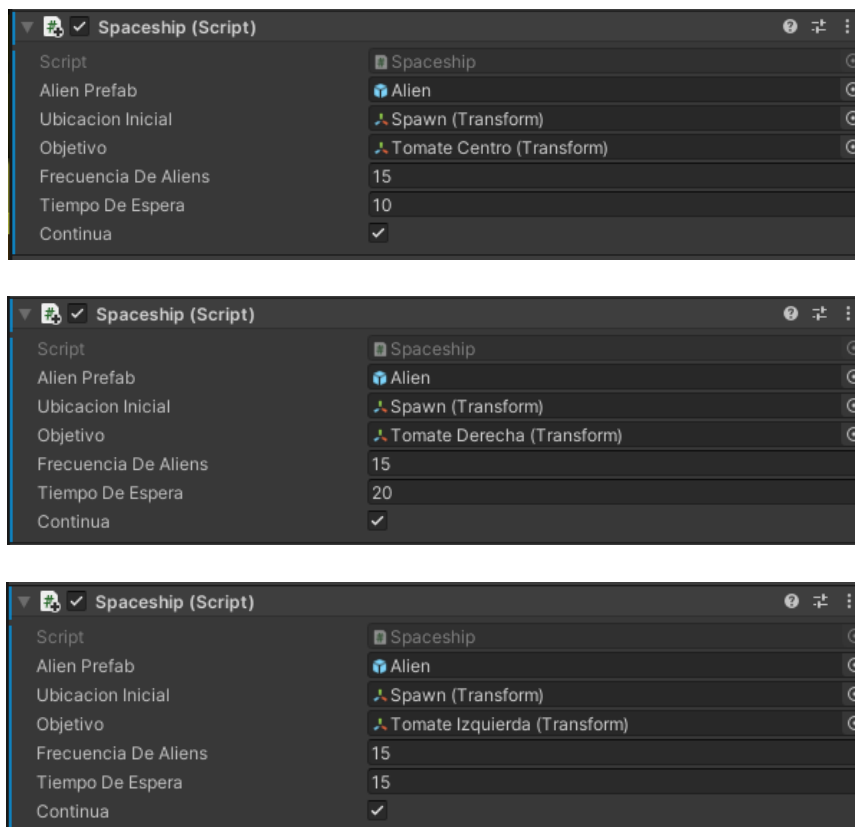 Spaceship (Script)
Script Spaceship
Alien Prefab Alien
Ubicacion Inicial Spawn (Transform)
Objetivo Tomate Centro (Transform)
Frecuencia De Aliens 15
Tiempo De Espera 10
Continua
Spaceship (Script)
Script Spaceship
Alien Prefab Alien
Ubicacion Inicial Spawn (Transform)
Objetivo Tomate Derecha (Transform)
Frecuencia De Aliens 15
Tiempo De Espera 20
Continua
Spaceship (Script)
Script Spaceship
Alien Prefab Alien
Ubicacion Inicial Spawn (Transform)
Objetivo Tomate Izquierda (Transform)
Frecuencia De Aliens 15
Tiempo De Espera 15
Continua